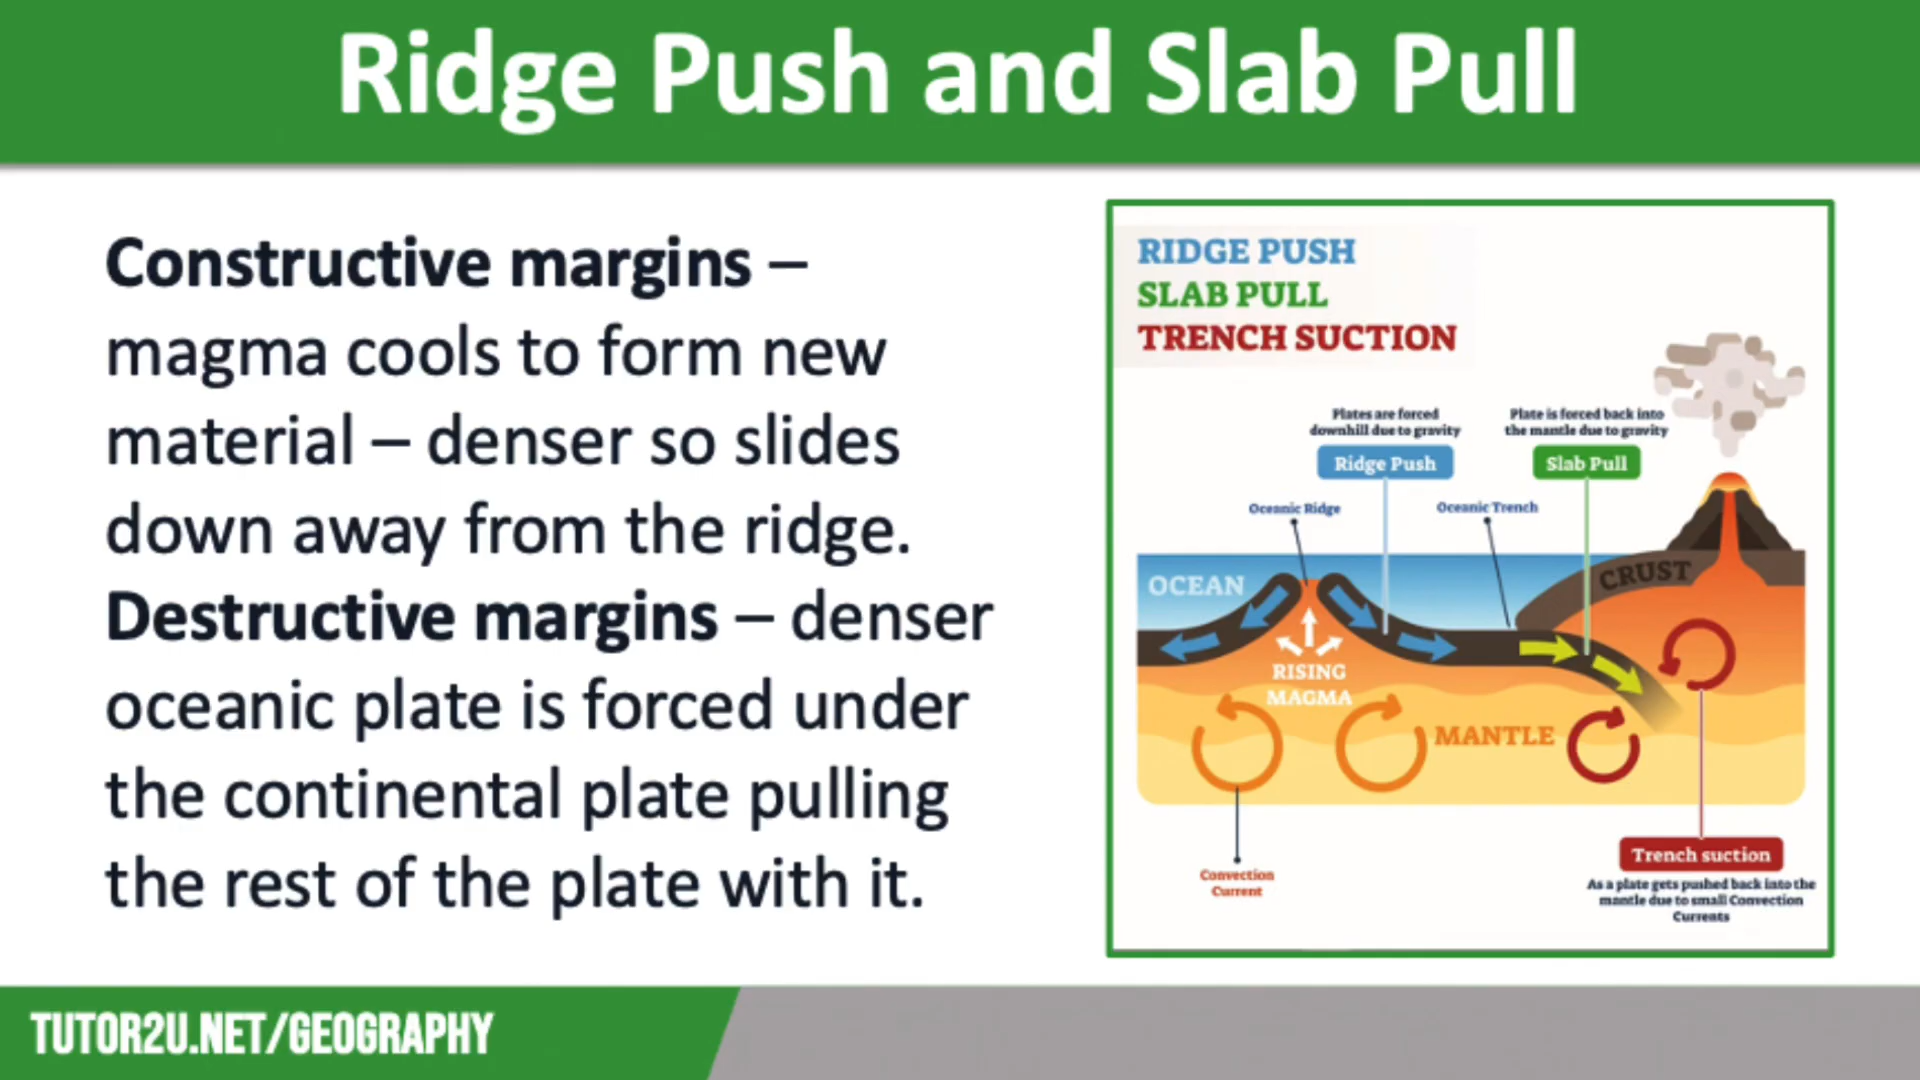 Ridge Push and Slab Pull
Constructive margins –
magma cools to form new
material – denser so slides
down away from the ridge.
Destructive margins – denser
oceanic plate is forced under
the continental plate pulling
the rest of the plate with it.
RIDGE PUSH
SLAB PULL
TRENCH SUCTION
Plates are forced
downhill due to gravity
Ridge Push
Plate is forced back into
the mantle due to gravity
Slab Pull
Oceanic Ridge
Oceanic Trench
OCEAN
CRUST
RISING
MAGMA
MANTLE
Convection
Current
Trench suction
As a plate gets pushed back into the
mantle due to small Convection
Currents
TUTOR2U.NET/GEOGRAPHY